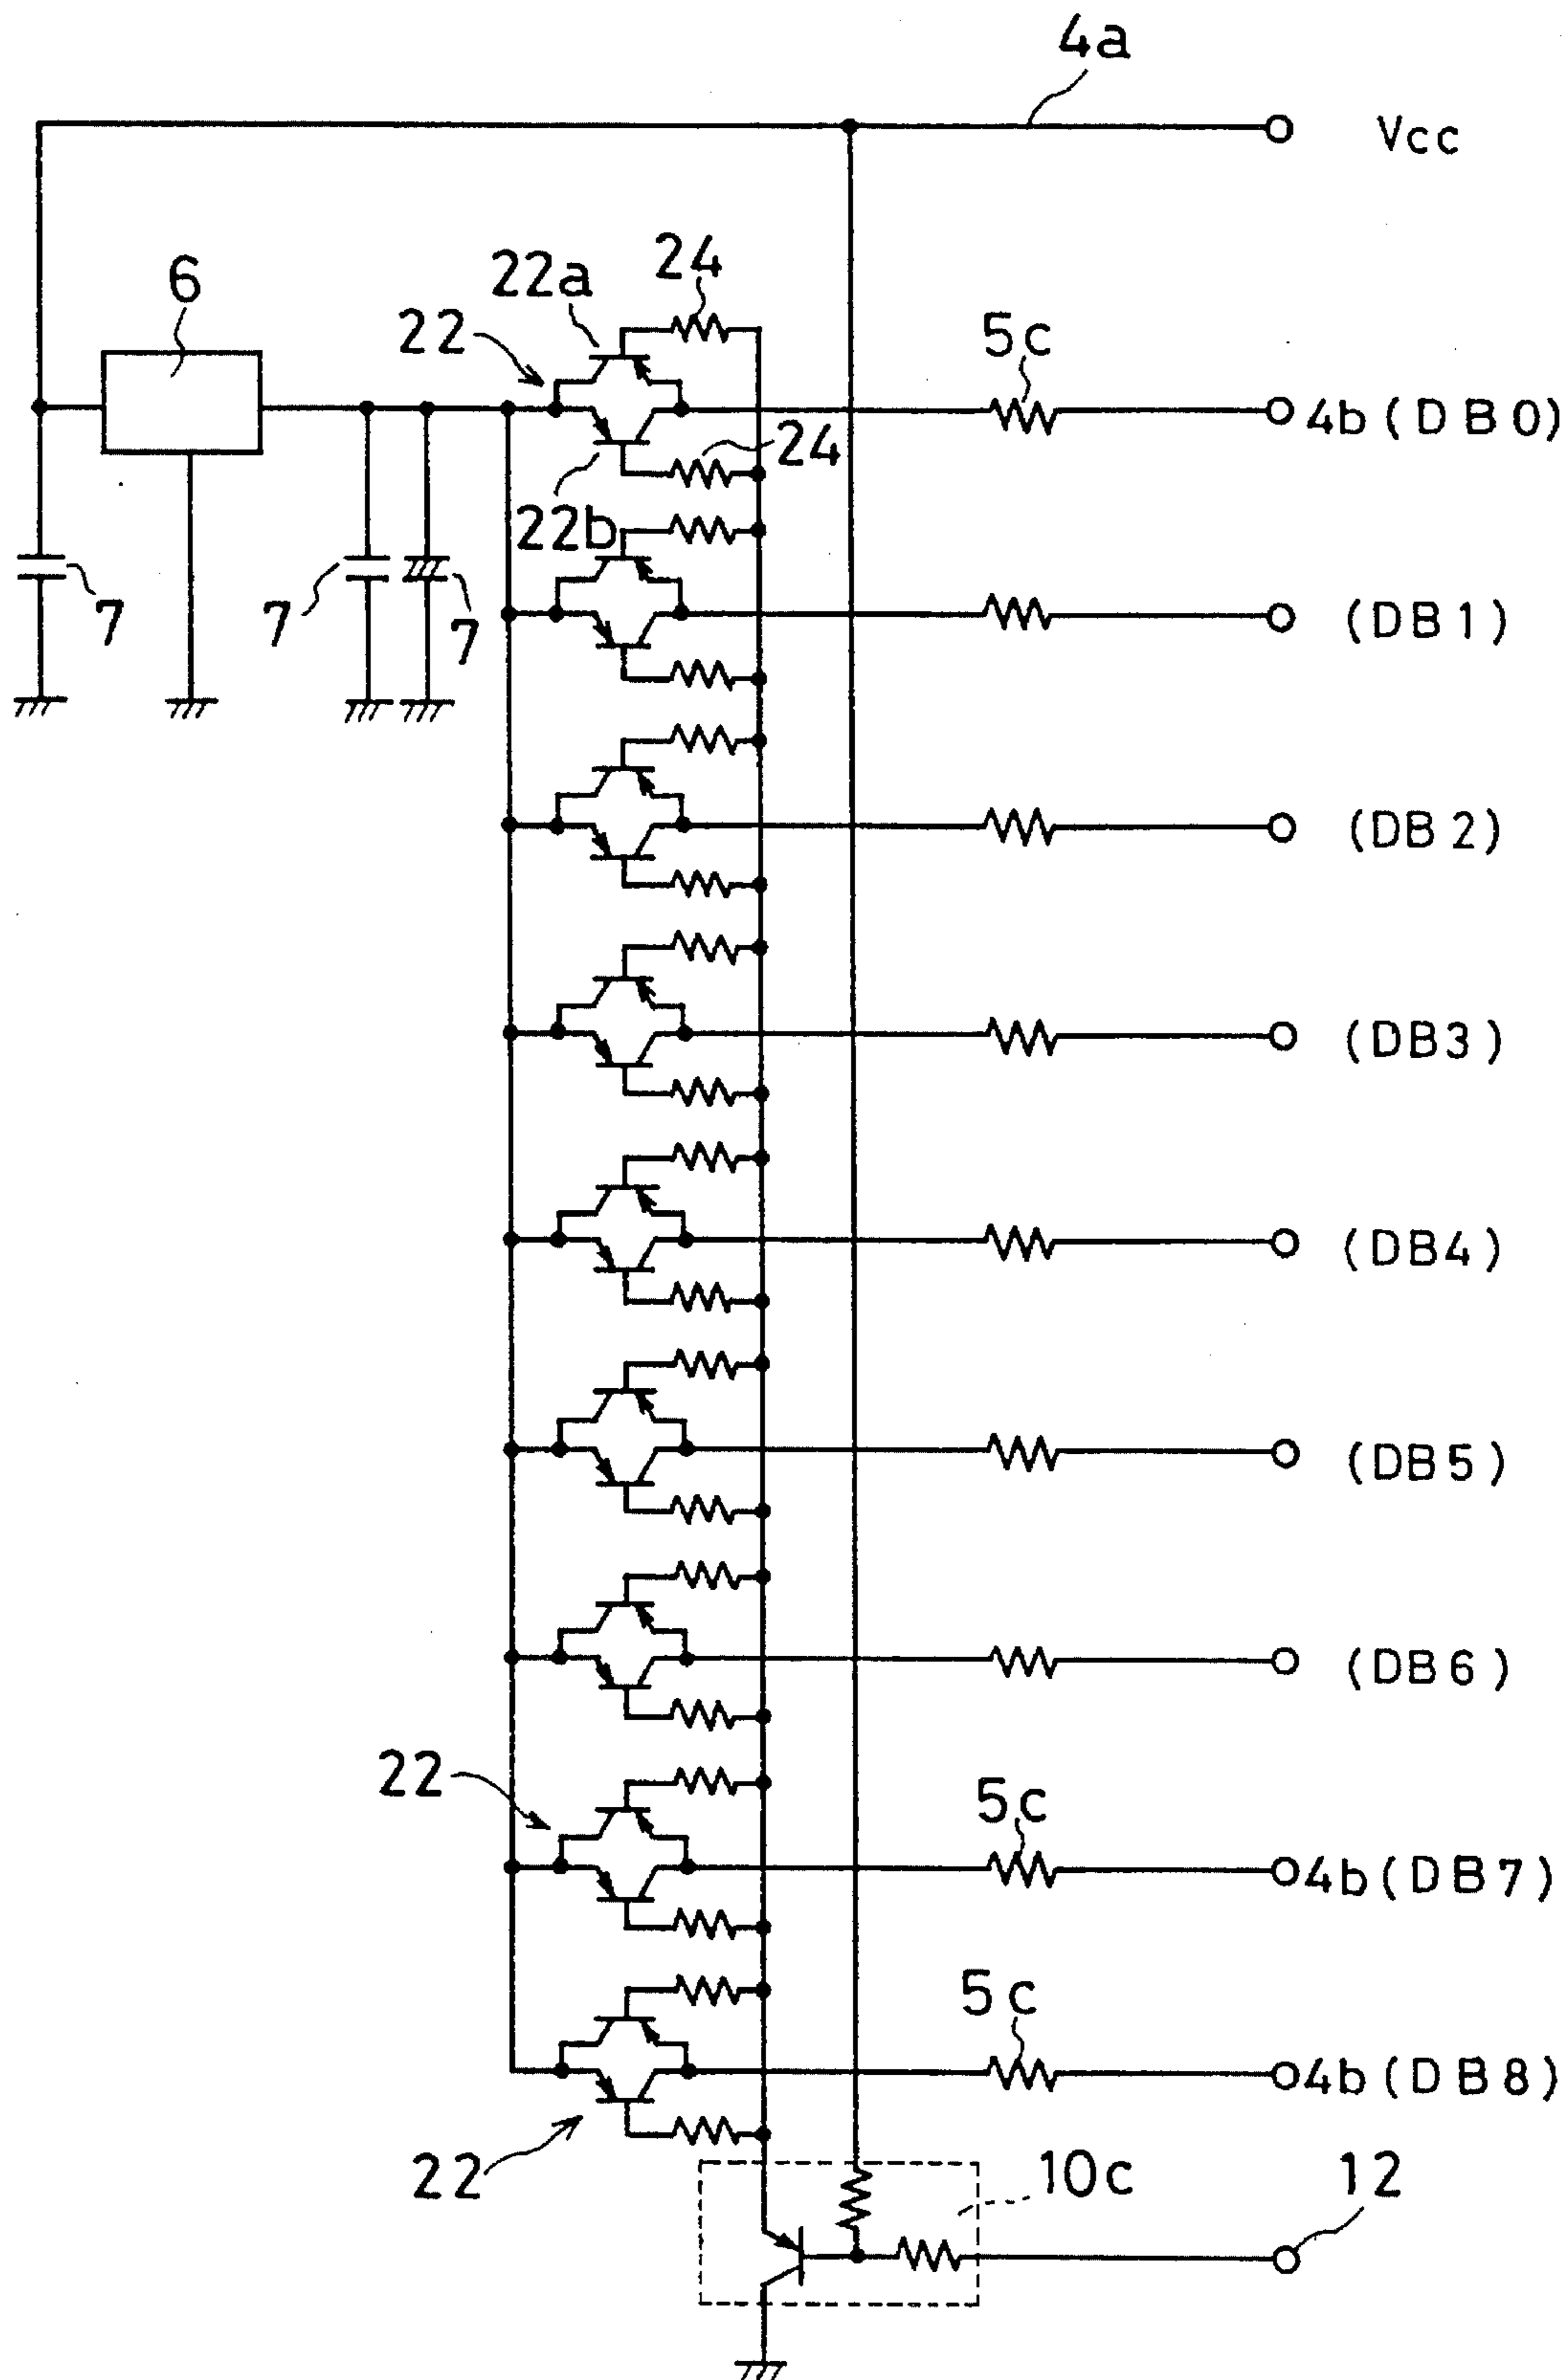 4a
Vcc
6
22a
24
22
5c
4b (DB0)
24
22b
7
7
7
(DB1)
(DB2)
(DB3)
(DB4)
(DB5)
(DB6)
22
5c
4b (DB7)
5c
4b (DB8)
22
10c
12